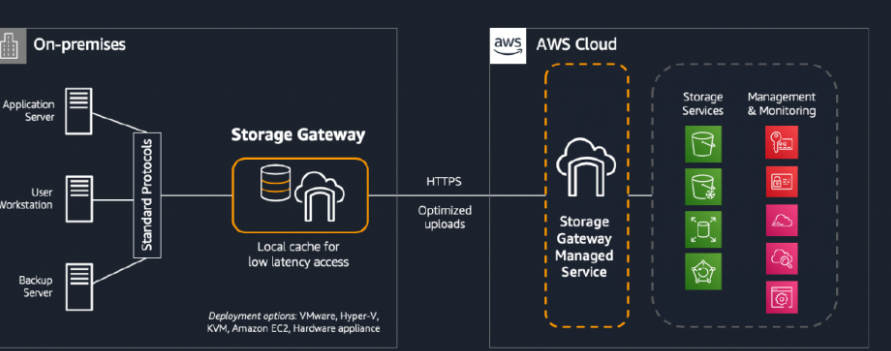 On-premises
Application
Server
User
Workstation
Backup
Server
Standard Protocols
Storage Gateway
Local cache for
low latency access
Deployment options: VMware, Hyper-V,
KVM, Amazon EC2, Hardware appliance
HTTPS
Optimized
uploads
aws
AWS Cloud
Storage
Gateway
Managed
Service
Storage
Services
Management
& Monitoring